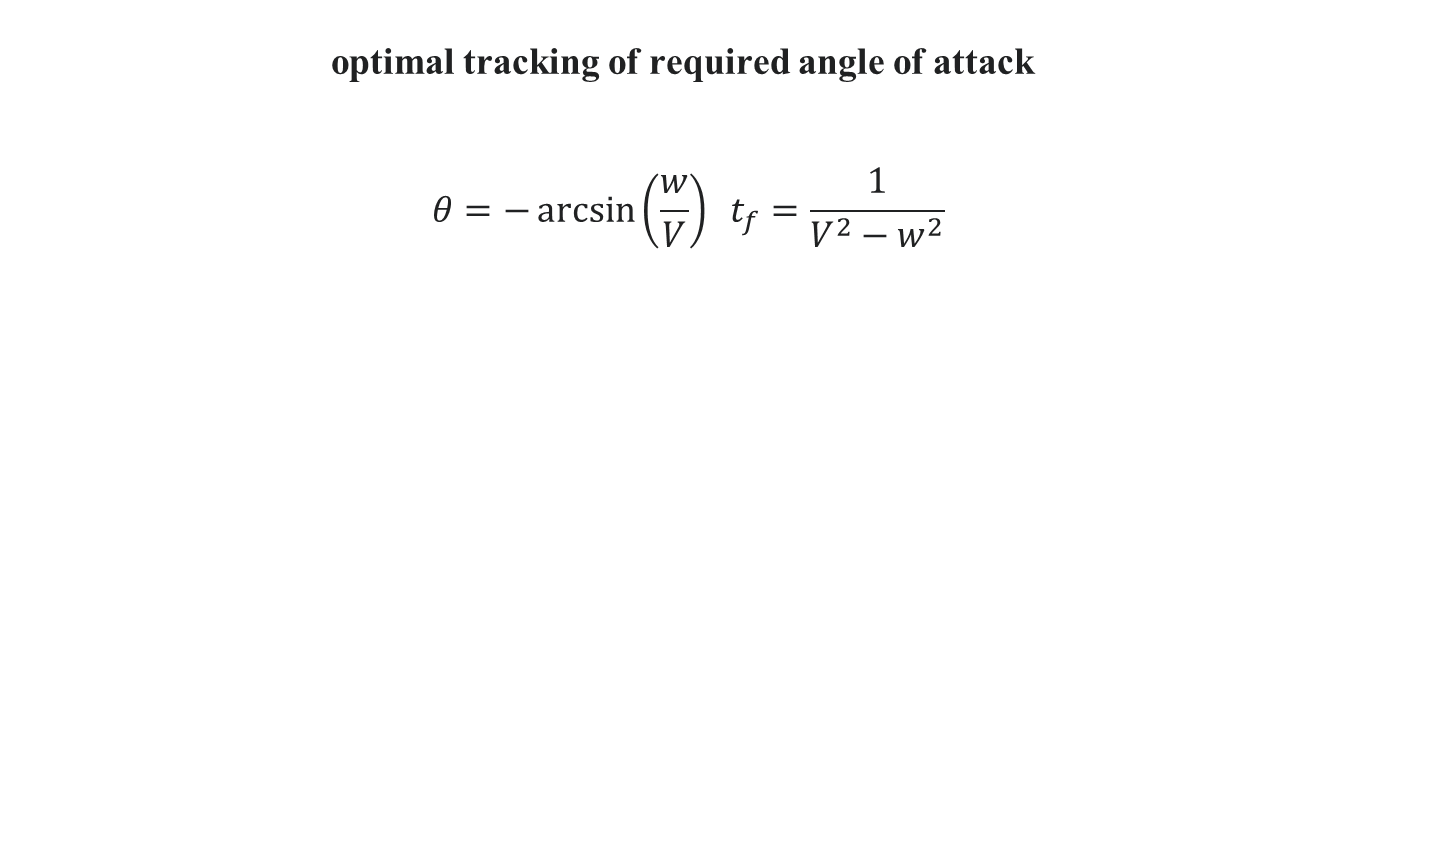 optimal tracking of required angle of attack
θ = − arcsin(w/V) t_f = 1/(V² − w²)